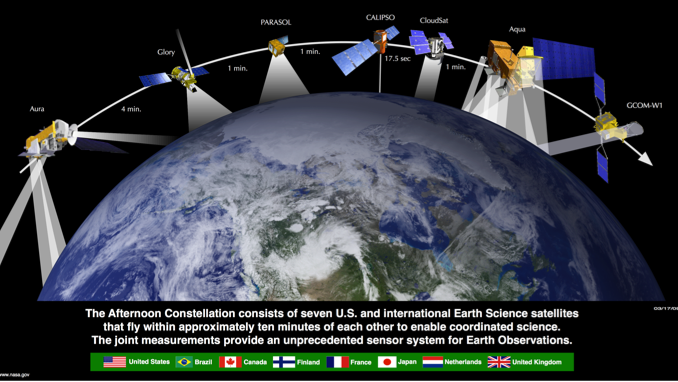 PARASOL
CALIPSO
CloudSat
Aqua
Glory
1 min.
17.5 sec
1 min.
1 min.
Aura
4 min.
GCOM-W1
The Afternoon Constellation consists of seven U.S. and international Earth Science satellites
that fly within approximately ten minutes of each other to enable coordinated science.
The joint measurements provide an unprecedented sensor system for Earth Observations.
United States Brazil Canada Finland France Japan Netherlands United Kingdom
www.nasa.gov